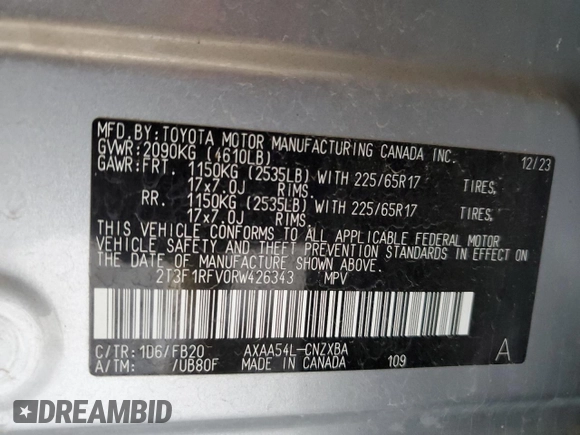 MFD. BY: TOYOTA MOTOR MANUFACTURING CANADA INC.
GVWR: 2090KG (4610LB) 12/23
GAWR: FRT. 1150KG (2535LB) WITH 225/65R17 TIRES,
17x7.0J RIMS,
RR. 1150KG (2535LB) WITH 225/65R17 TIRES,
17x7.0J RIMS.
THIS VEHICLE CONFORMS TO ALL APPLICABLE FEDERAL MOTOR
VEHICLE SAFETY AND THEFT PREVENTION STANDARDS IN EFFECT ON
THE DATE OF MANUFACTURE SHOWN ABOVE.
2T3F1RFV0RW426343 MPV
C/TR: 1D6/FB20 AXAA54L-CNZXBA A
A/TM: /UB80F MADE IN CANADA 109
DREAMBID